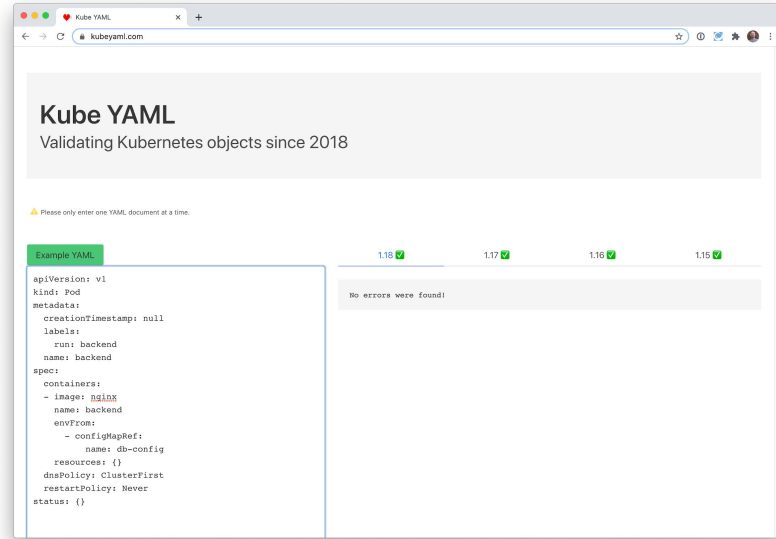 Kube YAML
kubeyaml.com
Kube YAML
Validating Kubernetes objects since 2018
Please only enter one YAML document at a time.
Example YAML
1.18 ✅ 1.17 ✅ 1.16 ✅ 1.15 ✅
No errors were found!
apiVersion: v1
kind: Pod
metadata:
  creationTimestamp: null
  labels:
    run: backend
  name: backend
spec:
  containers:
  - image: nginx
    name: backend
    envFrom:
      - configMapRef:
          name: db-config
    resources: {}
  dnsPolicy: ClusterFirst
  restartPolicy: Never
status: {}